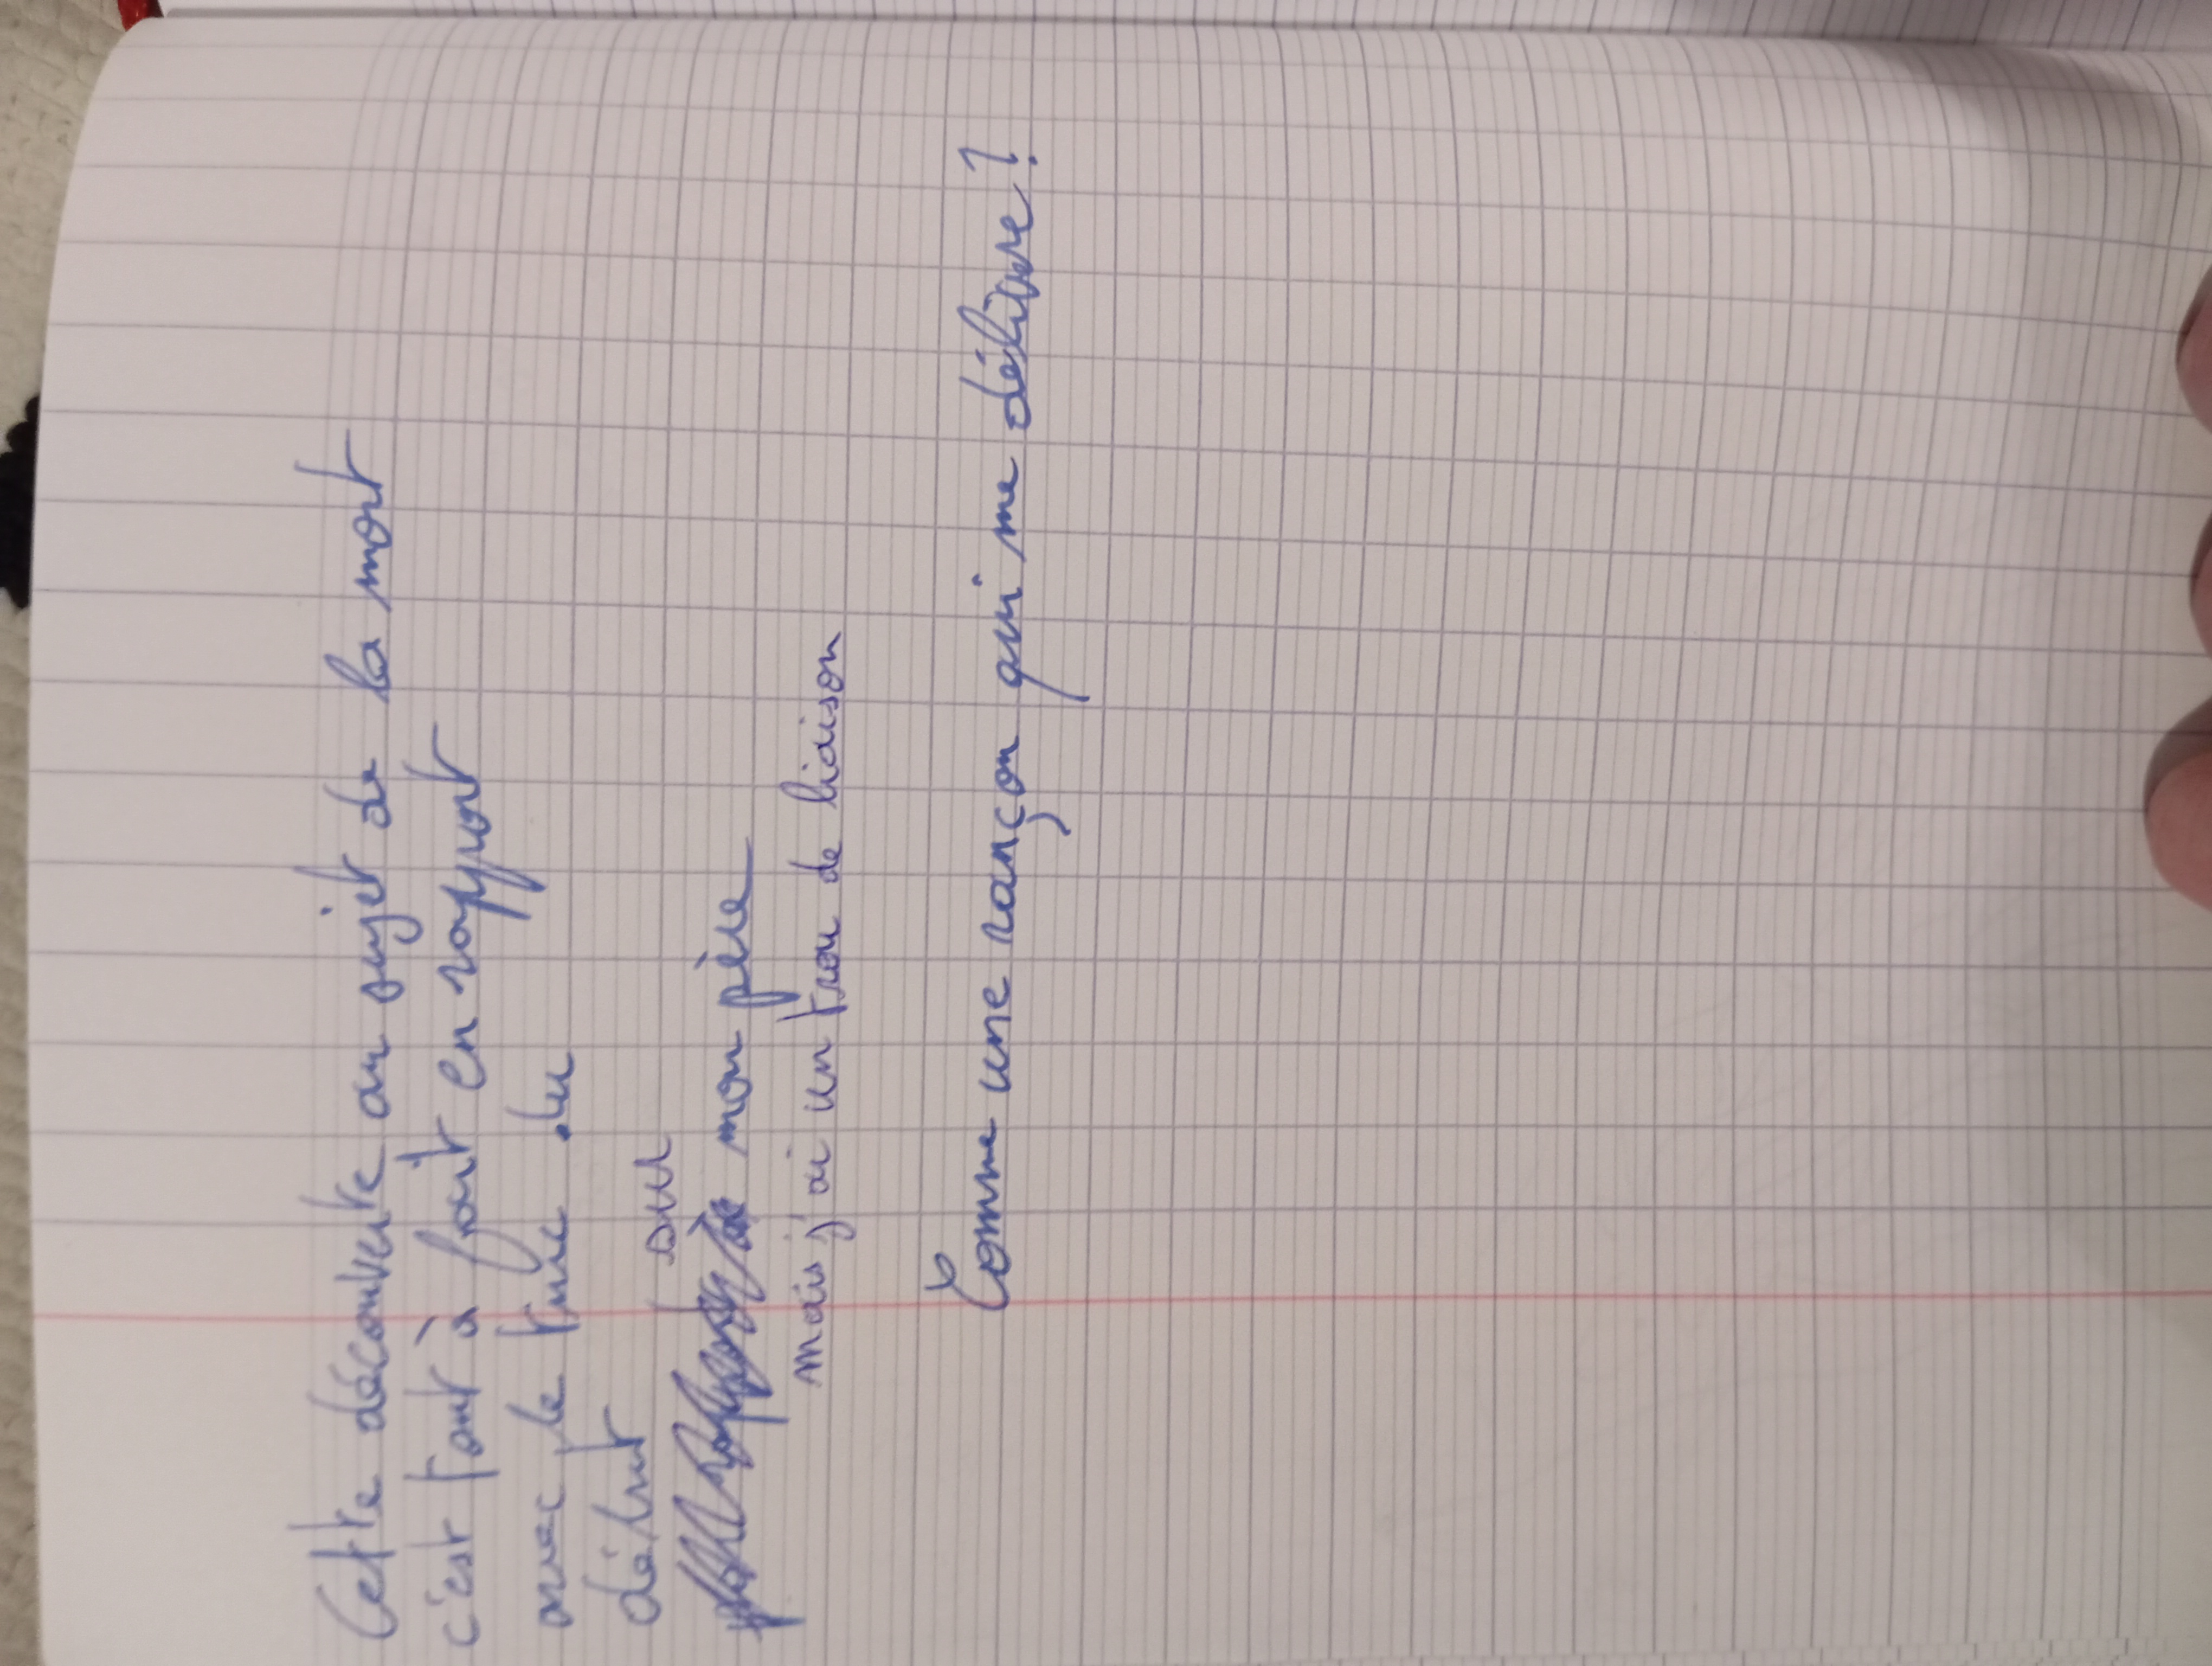 Cette découverte au sujet de la mort
c'est tout à fait en rapport
avec le truc du
début
sur
mon père
mais j'ai un trou de liaison
Comme une rançon qui me délivre ?